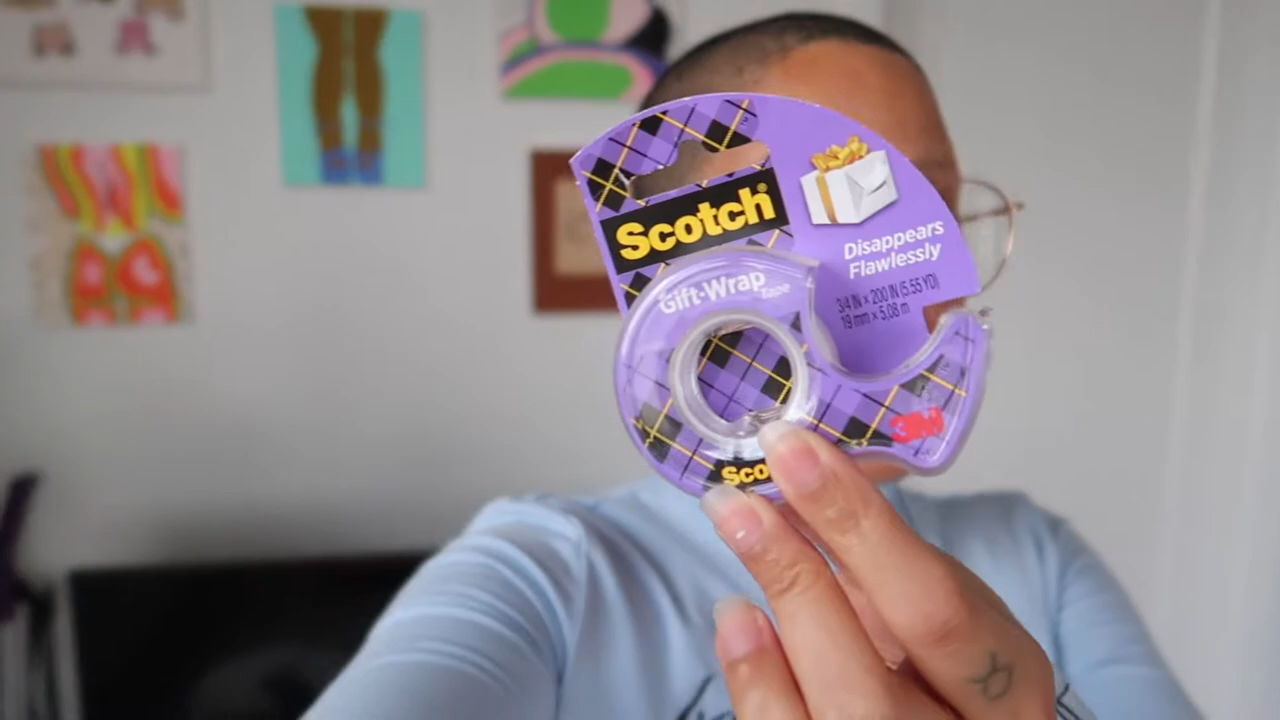 Scotch®
Disappears
Flawlessly
3/4 IN x 200 IN (5.55 YD)
19 mm x 5,08 m
Gift-Wrap
Tape
3M
Sco